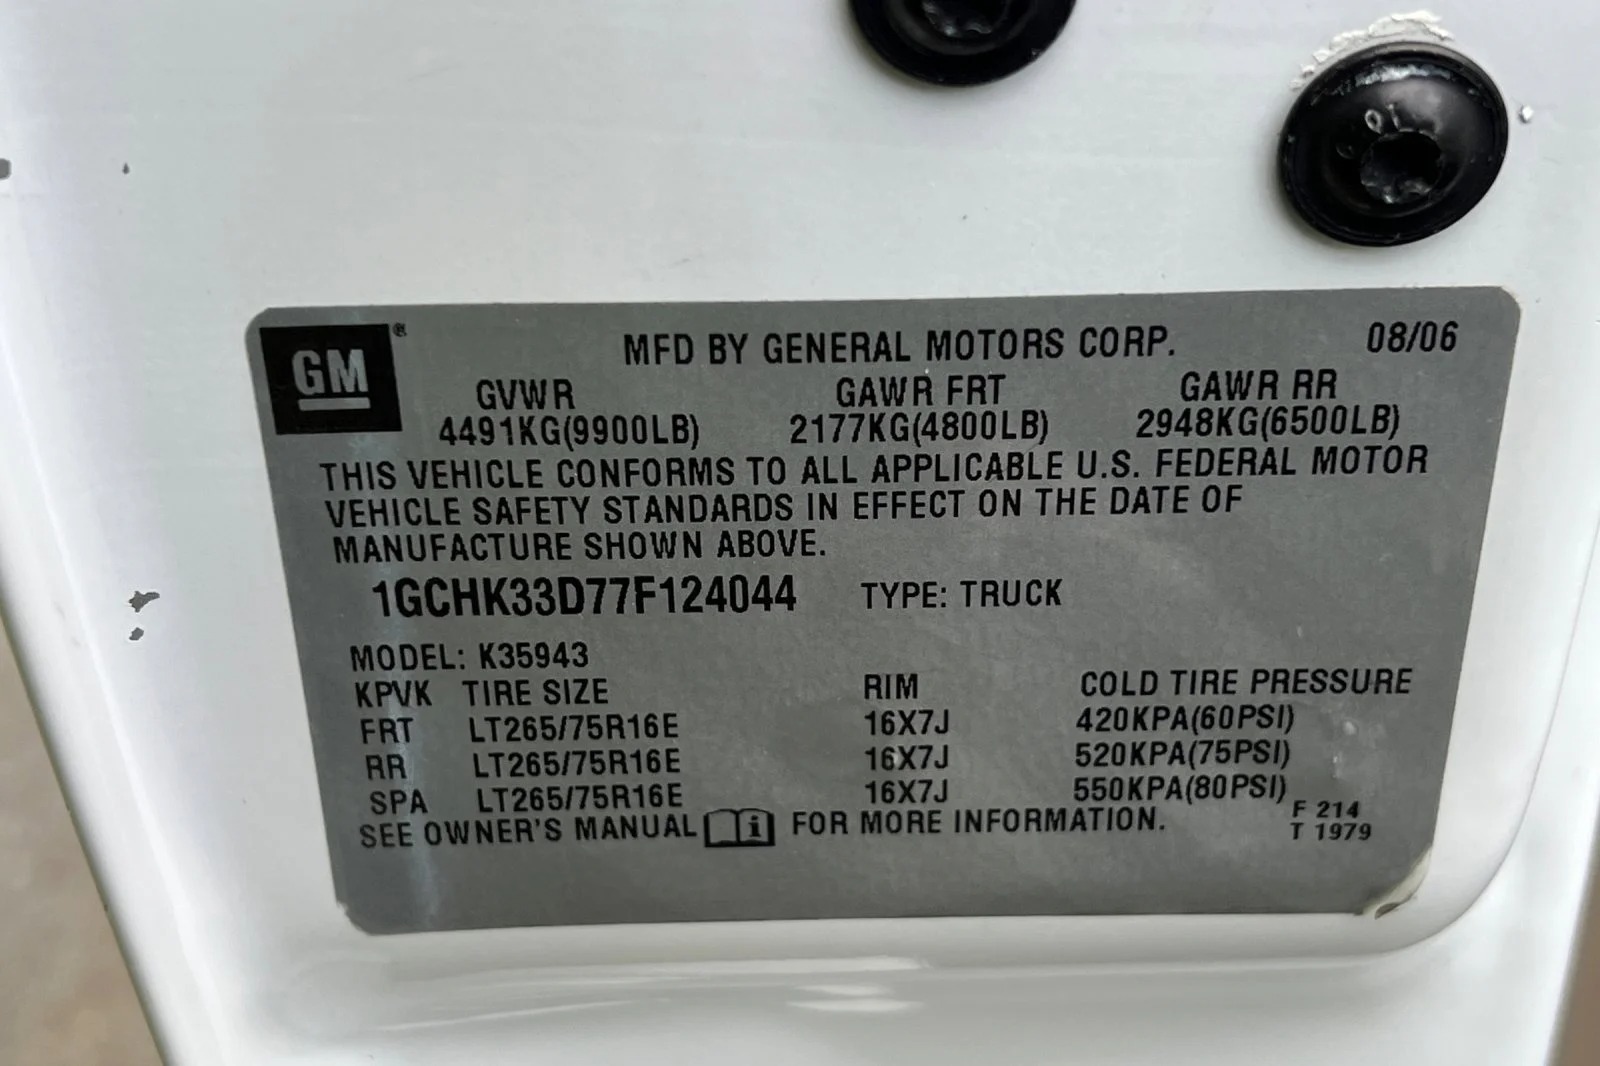 GM ® MFD BY GENERAL MOTORS CORP. 08/06
GVWR GAWR FRT GAWR RR
4491KG(9900LB) 2177KG(4800LB) 2948KG(6500LB)
THIS VEHICLE CONFORMS TO ALL APPLICABLE U.S. FEDERAL MOTOR
VEHICLE SAFETY STANDARDS IN EFFECT ON THE DATE OF
MANUFACTURE SHOWN ABOVE.
1GCHK33D77F124044 TYPE: TRUCK
MODEL: K35943
KPVK TIRE SIZE RIM COLD TIRE PRESSURE
FRT LT265/75R16E 16X7J 420KPA(60PSI)
RR LT265/75R16E 16X7J 520KPA(75PSI)
SPA LT265/75R16E 16X7J 550KPA(80PSI)
SEE OWNER'S MANUAL i FOR MORE INFORMATION. F 214
T 1979